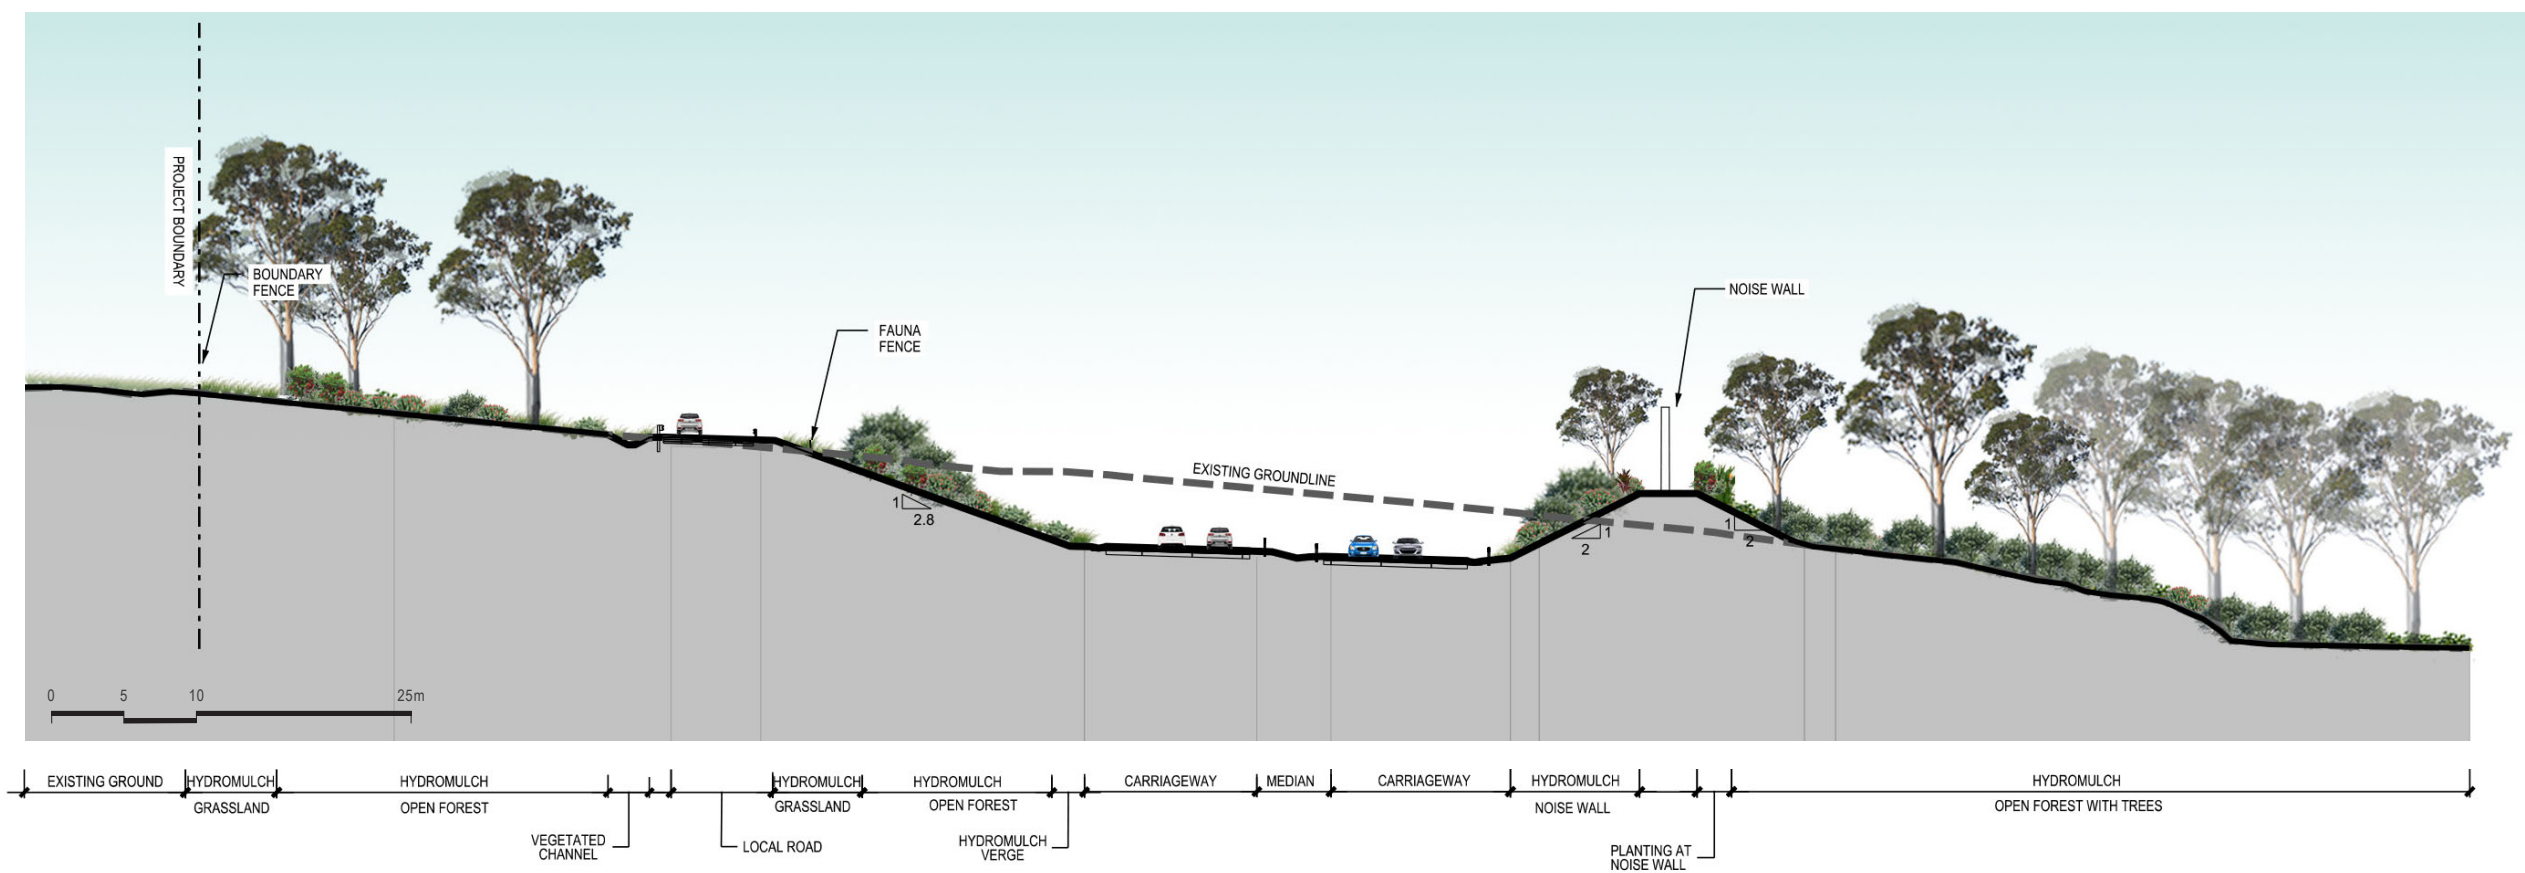 PROJECT BOUNDARY
BOUNDARY
FENCE
NOISE WALL
FAUNA
FENCE
EXISTING GROUNDLINE
1
2.8
1
2
1
2
0 5 10 25m
EXISTING GROUND HYDROMULCH HYDROMULCH HYDROMULCH HYDROMULCH CARRIAGEWAY MEDIAN CARRIAGEWAY HYDROMULCH HYDROMULCH
GRASSLAND OPEN FOREST GRASSLAND OPEN FOREST NOISE WALL OPEN FOREST WITH TREES
VEGETATED
CHANNEL
LOCAL ROAD
HYDROMULCH
VERGE
PLANTING AT
NOISE WALL